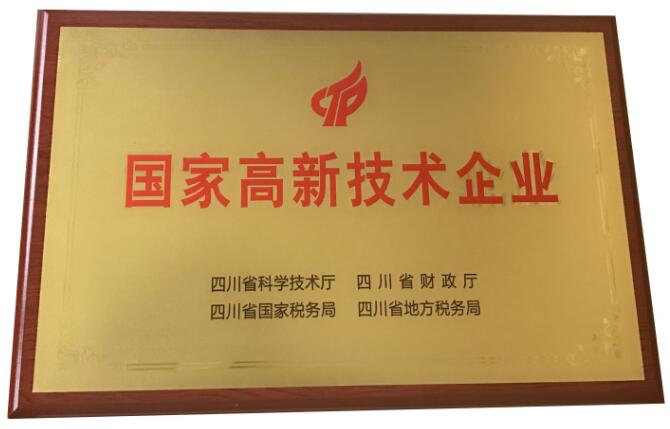 CTP
国家高新技术企业
四川省科学技术厅 四川省财政厅
四川省国家税务局 四川省地方税务局